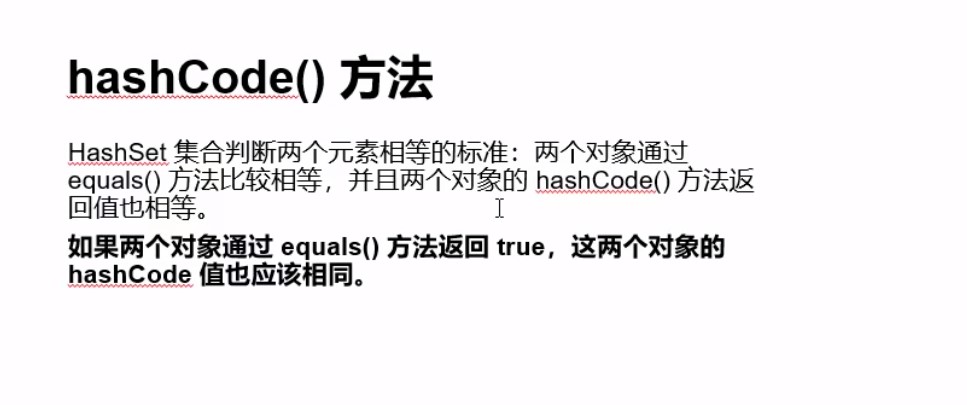 hashCode() 方法
HashSet 集合判断两个元素相等的标准：两个对象通过
equals() 方法比较相等，并且两个对象的 hashCode() 方法返
回值也相等。
如果两个对象通过 equals() 方法返回 true，这两个对象的
hashCode 值也应该相同。